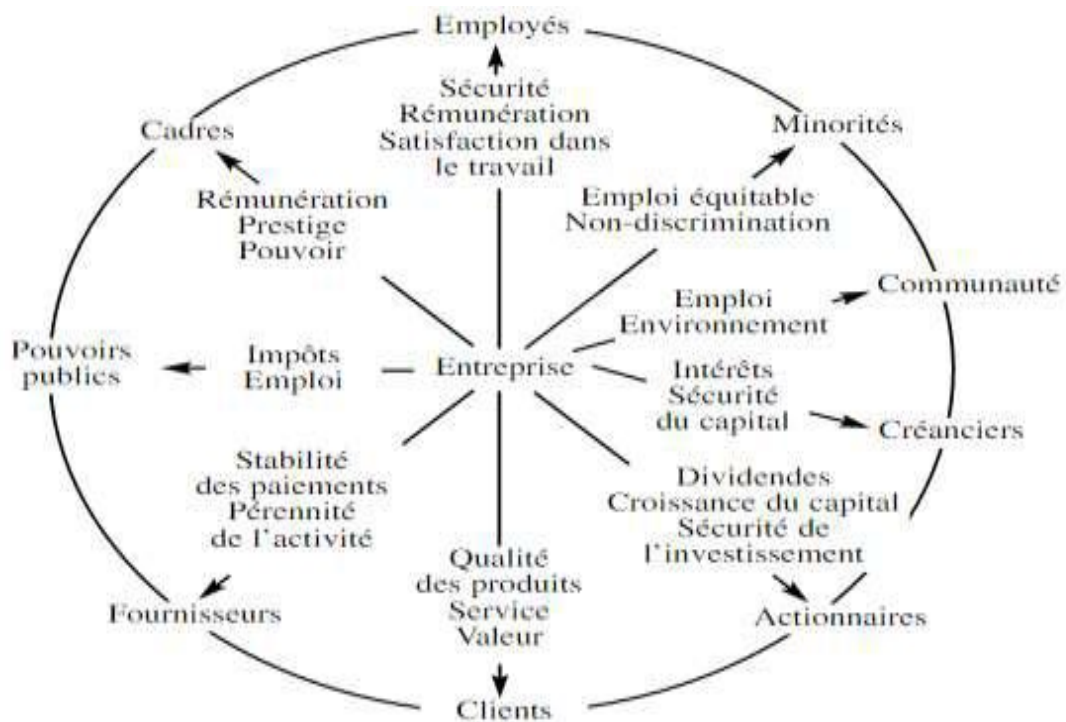 Employés
Sécurité
Rémunération
Satisfaction dans
le travail
Cadres
Minorités
Rémunération
Prestige
Pouvoir
Emploi équitable
Non-discrimination
Communauté
Emploi
Environnement
Pouvoirs
publics
Impôts
Emploi
Entreprise
Intérêts
Sécurité
du capital
Créanciers
Stabilité
des paiements
Pérennité
de l'activité
Dividendes
Croissance du capital
Sécurité de
l'investissement
Qualité
des produits
Service
Valeur
Fournisseurs
Actionnaires
Clients